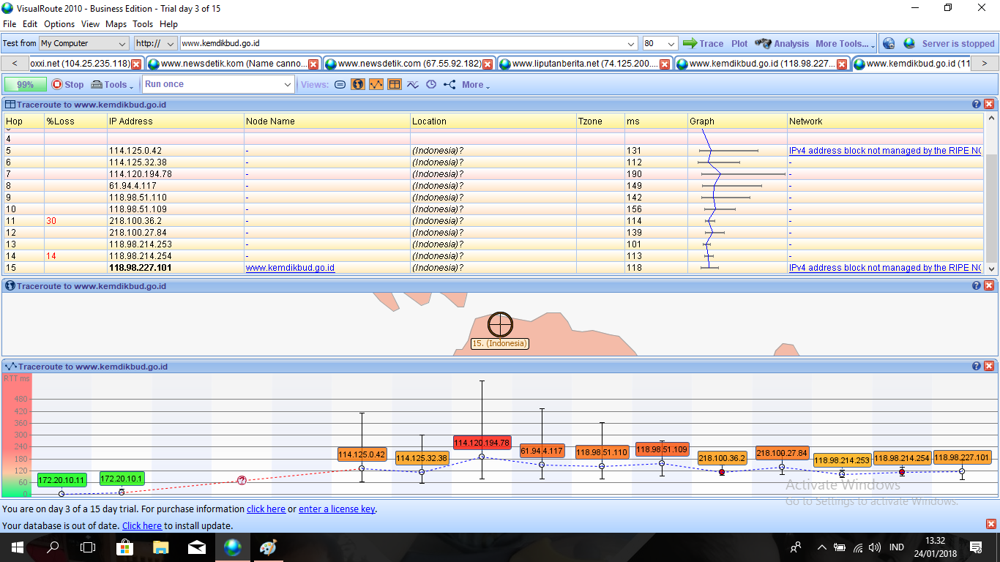 VisualRoute 2010 - Business Edition - Trial day 3 of 15
File Edit Options View Maps Tools Help
Test from My Computer http:// www.kemdikbud.go.id 80 Trace Plot Analysis More Tools... Server is stopped
< oxxi.net (104.25.235.118) www.newsdetik.kom (Name canno... www.newsdetik.com (67.55.92.182) www.liputanberita.net (74.125.200.... www.kemdikbud.go.id (118.98.227... www.kemdikbud.go.id (11 >
99% Stop Tools Run once Views: More
Traceroute to www.kemdikbud.go.id
Hop %Loss IP Address Node Name Location Tzone ms Graph Network
4
5 114.125.0.42 - (Indonesia)? 131 IPv4 address block not managed by the RIPE NC
6 114.125.32.38 - (Indonesia)? 112 -
7 114.120.194.78 - (Indonesia)? 190 -
8 61.94.4.117 - (Indonesia)? 149 -
9 118.98.51.110 - (Indonesia)? 142 -
10 118.98.51.109 - (Indonesia)? 156 -
11 30 218.100.36.2 - (Indonesia)? 114 -
12 218.100.27.84 - (Indonesia)? 139 -
13 118.98.214.253 - (Indonesia)? 101 -
14 14 118.98.214.254 - (Indonesia)? 113 -
15 118.98.227.101 www.kemdikbud.go.id (Indonesia)? 118 IPv4 address block not managed by the RIPE NC
Traceroute to www.kemdikbud.go.id
15. (Indonesia)
Traceroute to www.kemdikbud.go.id
RTT ms
480
420
360
300
240
180
120
60
0
172.20.10.11
172.20.10.1
?
114.125.0.42
114.125.32.38
114.120.194.78
61.94.4.117
118.98.51.110
118.98.51.109
218.100.36.2
218.100.27.84
118.98.214.253
118.98.214.254
118.98.227.101
Activate Windows
Go to Settings to activate Windows.
You are on day 3 of a 15 day trial. For purchase information click here or enter a license key.
Your database is out of date. Click here to install update.
IND
13.32
24/01/2018